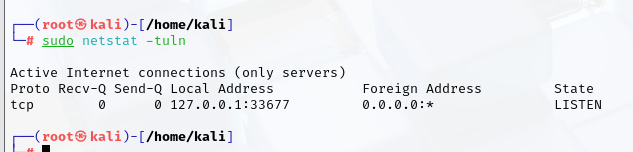 ┌──(root㉿kali)-[/home/kali]
└─# sudo netstat -tuln
Active Internet connections (only servers)
Proto Recv-Q Send-Q Local Address           Foreign Address         State
tcp        0      0 127.0.0.1:33677         0.0.0.0:*               LISTEN
┌──(root㉿kali)-[/home/kali]
└─#